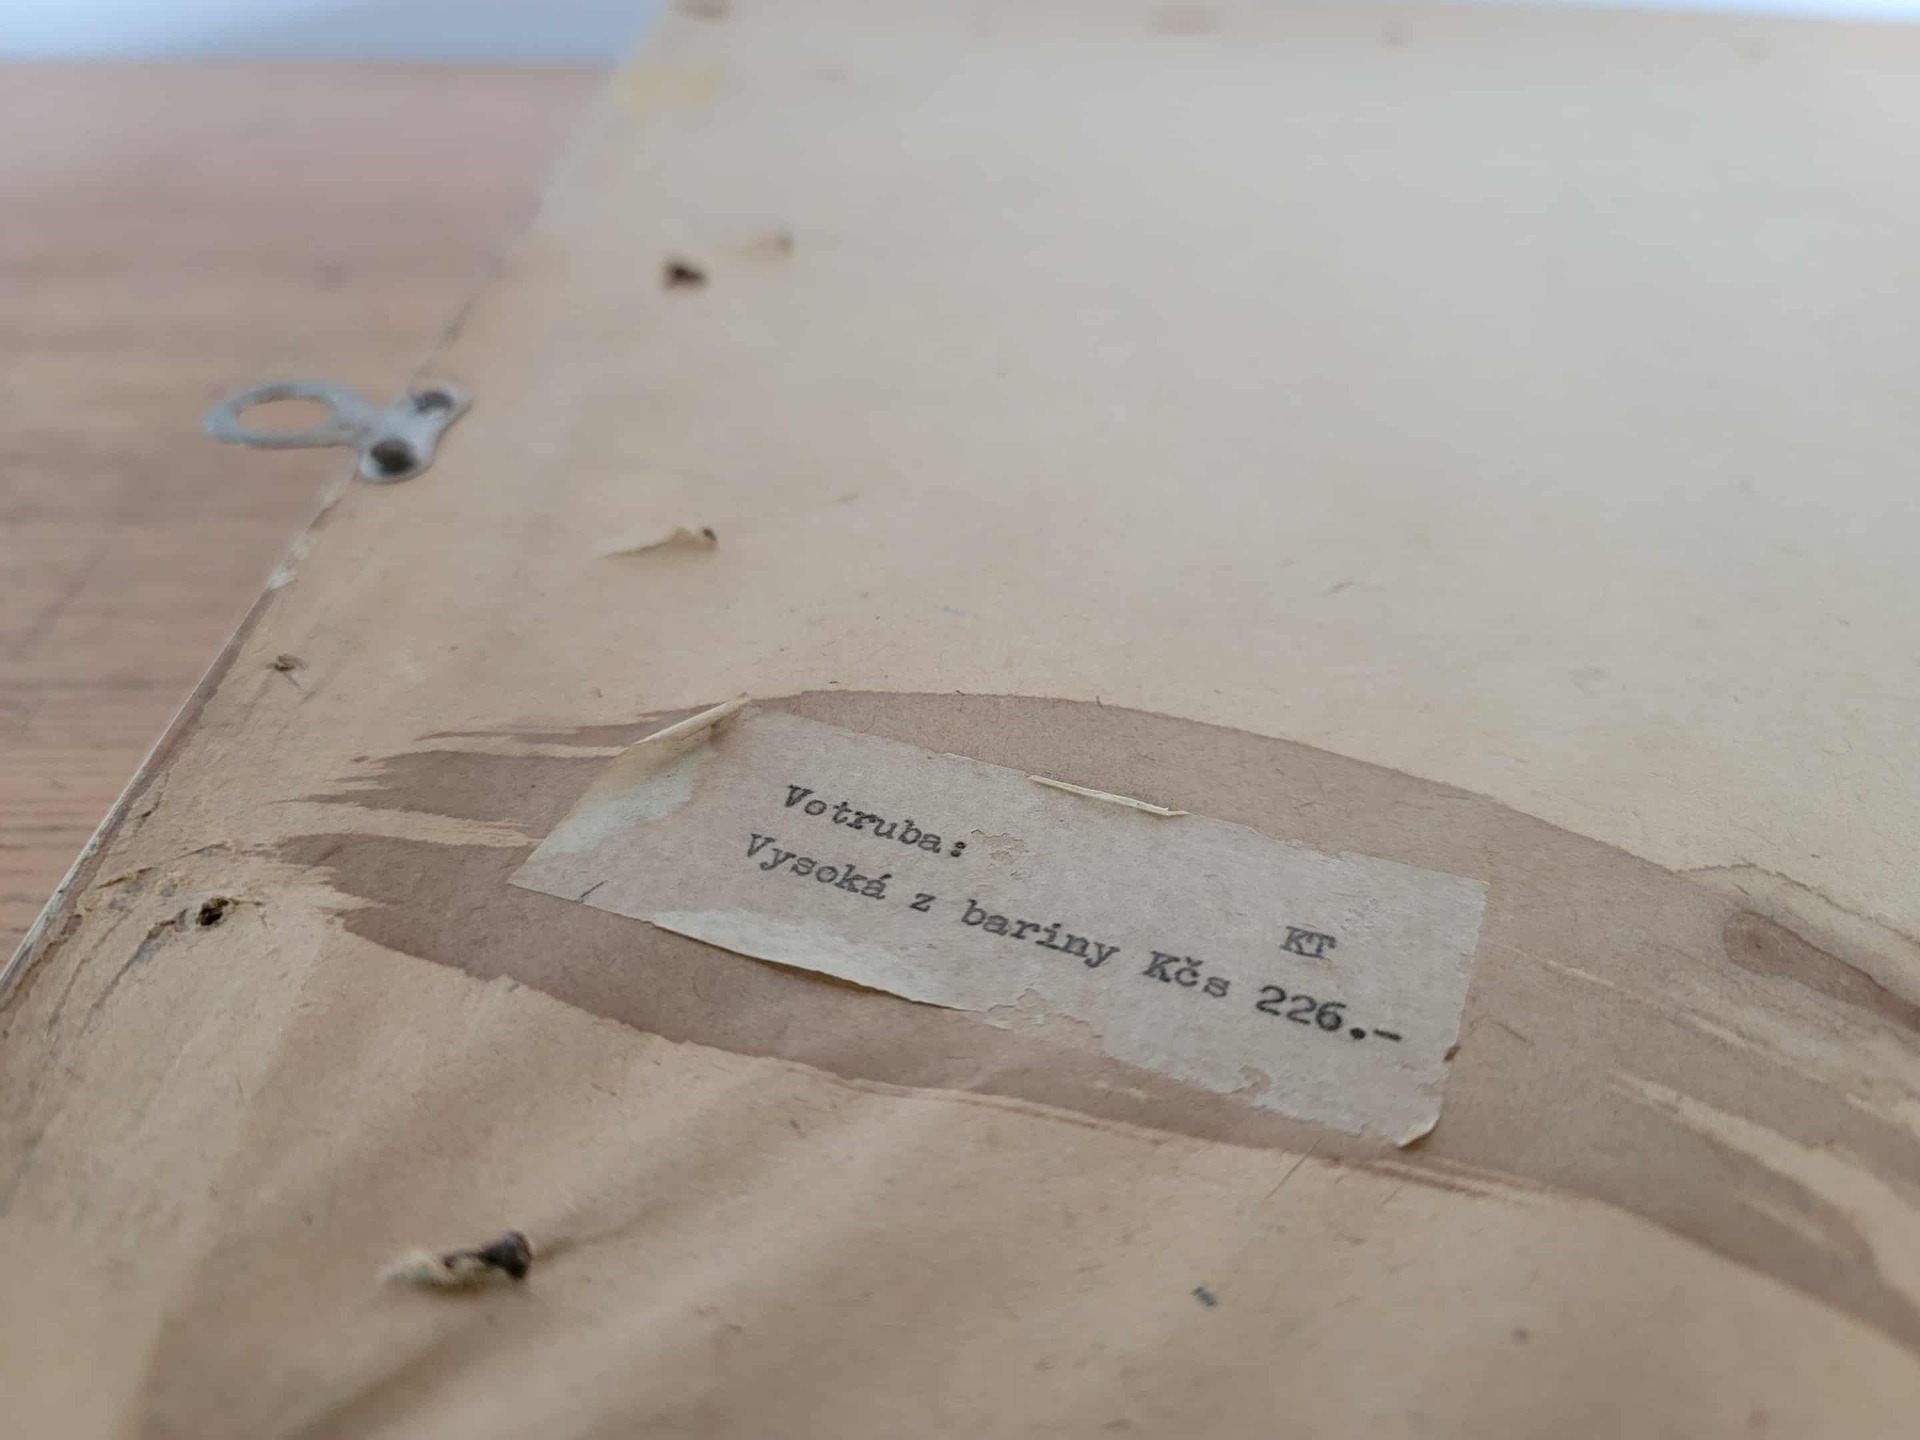 Votruba:
KT
Vysoká z bariny Kčs 226.-